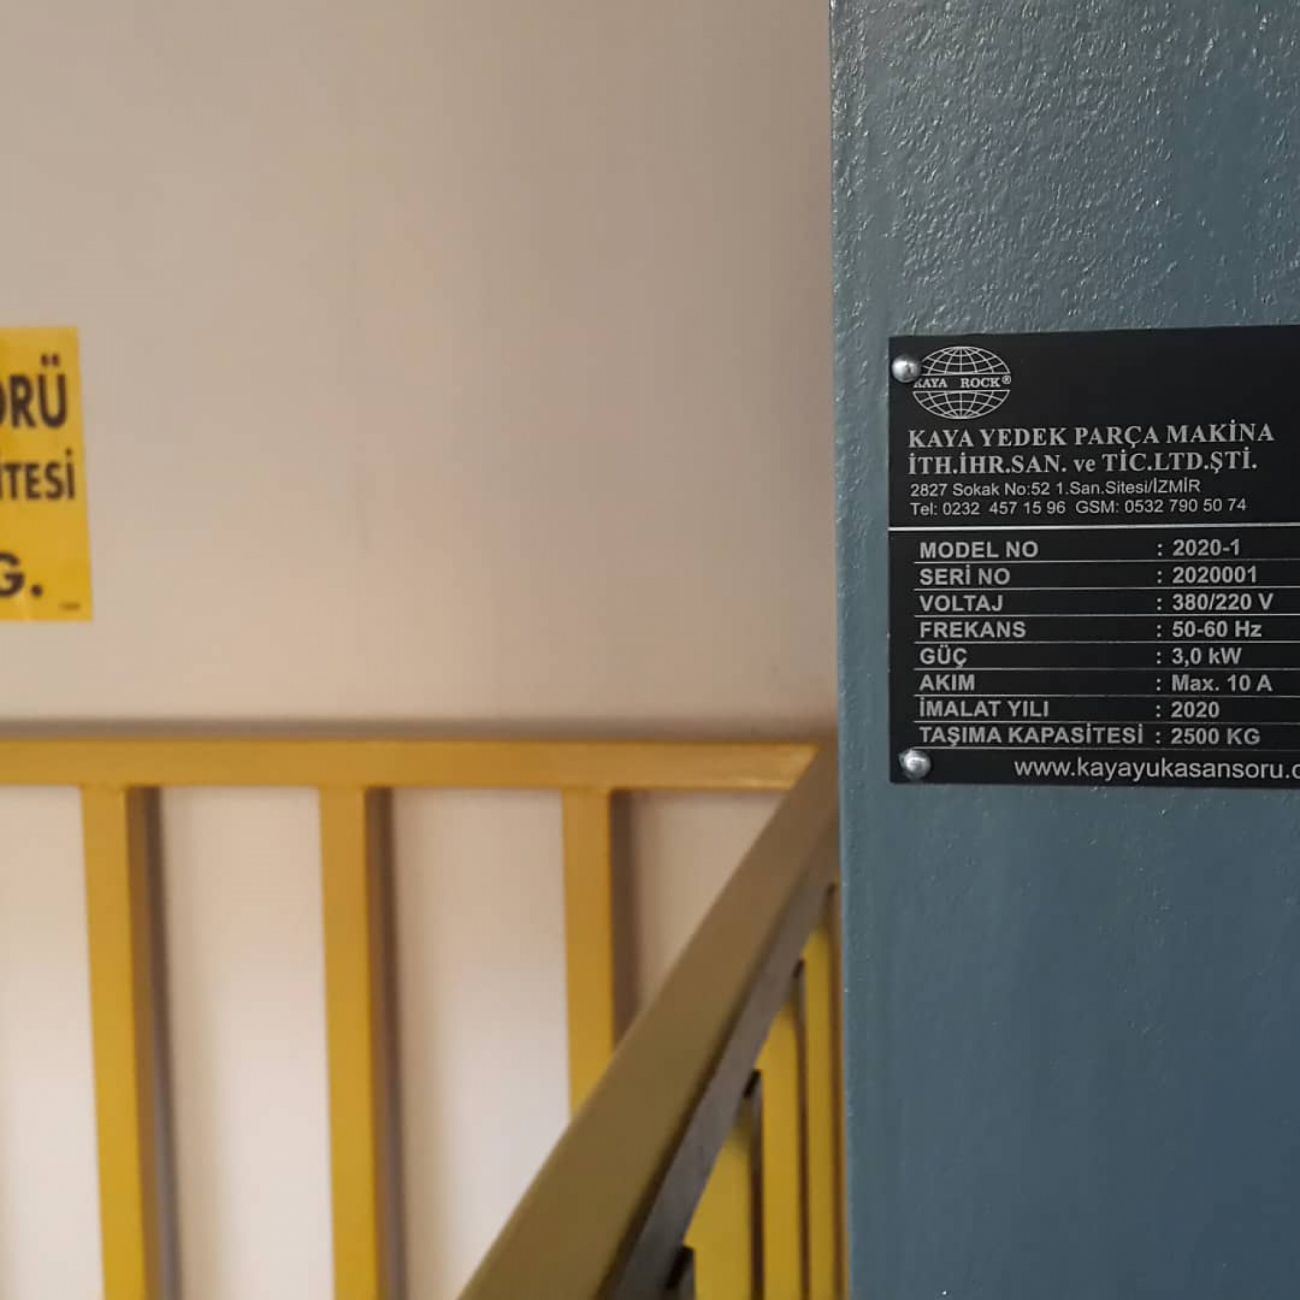 ORÜ
İTESİ
G.
KAYA ROCK®
KAYA YEDEK PARÇA MAKİNA
İTH.İHR.SAN. ve TİC.LTD.ŞTİ.
2827 Sokak No:52 1.San.Sitesi/İZMİR
Tel: 0232 457 15 96 GSM: 0532 790 50 74
MODEL NO : 2020-1
SERİ NO : 2020001
VOLTAJ : 380/220 V
FREKANS : 50-60 Hz
GÜÇ : 3,0 kW
AKIM : Max. 10 A
İMALAT YILI : 2020
TAŞIMA KAPASİTESİ : 2500 KG
www.kayayukasansoru.c